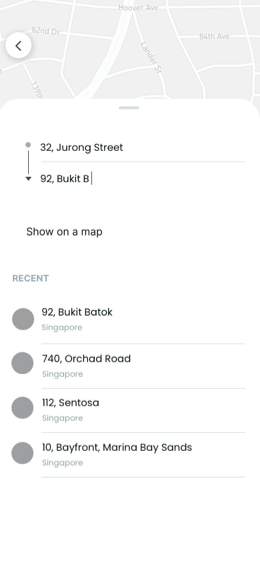 Hoover Ave
82nd Dr
84th Ave
Lander St
32, Jurong Street
92, Bukit B
Show on a map
RECENT
92, Bukit Batok
Singapore
740, Orchad Road
Singapore
112, Sentosa
Singapore
10, Bayfront, Marina Bay Sands
Singapore